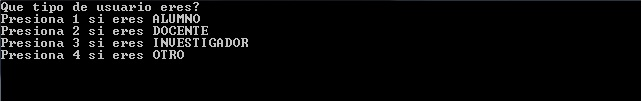 Que tipo de usuario eres?
Presiona 1 si eres ALUMNO
Presiona 2 si eres DOCENTE
Presiona 3 si eres INVESTIGADOR
Presiona 4 si eres OTRO